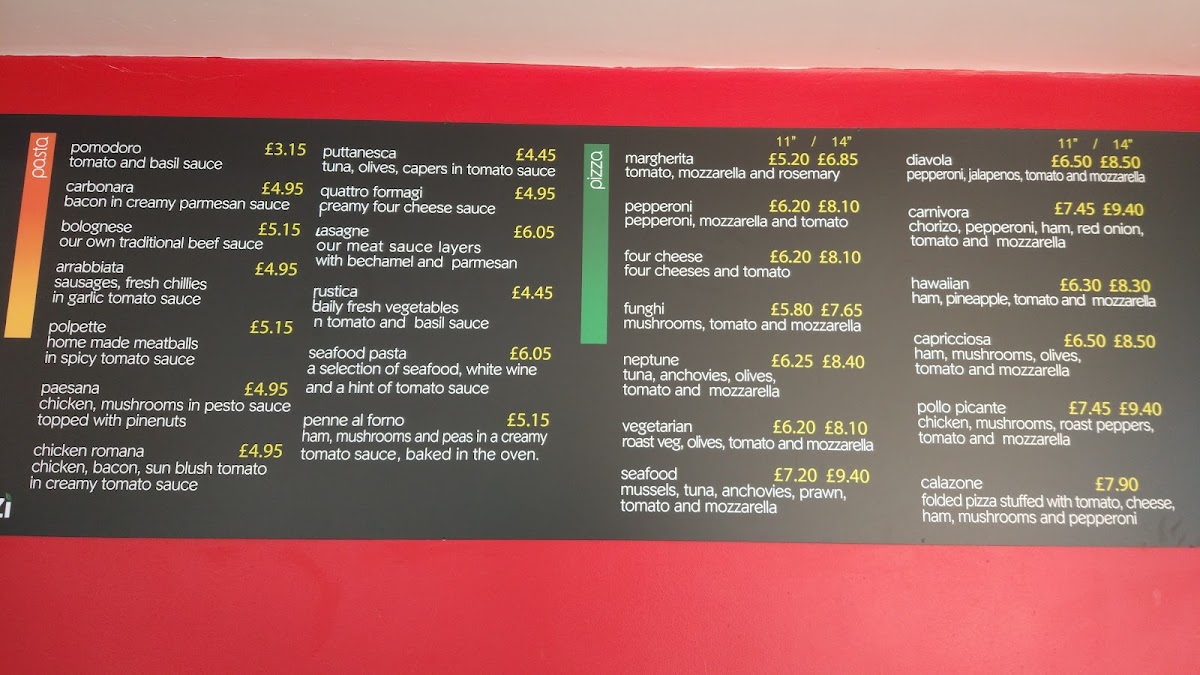 pasta
pomodoro £3.15
tomato and basil sauce
carbonara £4.95
bacon in creamy parmesan sauce
bolognese £5.15
our own traditional beef sauce
arrabbiata £4.95
sausages, fresh chillies
in garlic tomato sauce
polpette £5.15
home made meatballs
in spicy tomato sauce
paesana £4.95
chicken, mushrooms in pesto sauce
topped with pinenuts
chicken romana £4.95
chicken, bacon, sun blush tomato
in creamy tomato sauce
zi
puttanesca £4.45
tuna, olives, capers in tomato sauce
quattro formagi £4.95
preamy four cheese sauce
lasagne £6.05
our meat sauce layers
with bechamel and parmesan
rustica £4.45
daily fresh vegetables
n tomato and basil sauce
seafood pasta £6.05
a selection of seafood, white wine
and a hint of tomato sauce
penne al forno £5.15
ham, mushrooms and peas in a creamy
tomato sauce, baked in the oven.
pizza
11" / 14"
margherita £5.20 £6.85
tomato, mozzarella and rosemary
pepperoni £6.20 £8.10
pepperoni, mozzarella and tomato
four cheese £6.20 £8.10
four cheeses and tomato
funghi £5.80 £7.65
mushrooms, tomato and mozzarella
neptune £6.25 £8.40
tuna, anchovies, olives,
tomato and mozzarella
vegetarian £6.20 £8.10
roast veg, olives, tomato and mozzarella
seafood £7.20 £9.40
mussels, tuna, anchovies, prawn,
tomato and mozzarella
11" / 14"
diavola £6.50 £8.50
pepperoni, jalapenos, tomato and mozzarella
carnivora £7.45 £9.40
chorizo, pepperoni, ham, red onion,
tomato and mozzarella
hawaiian £6.30 £8.30
ham, pineapple, tomato and mozzarella
capricciosa £6.50 £8.50
ham, mushrooms, olives,
tomato and mozzarella
pollo picante £7.45 £9.40
chicken, mushrooms, roast peppers,
tomato and mozzarella
calazone £7.90
folded pizza stuffed with tomato, cheese,
ham, mushrooms and pepperoni